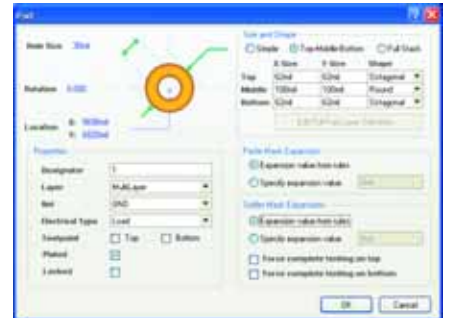 Pad
Hole Size 30mil
Rotation 0.000
Location X:
Y:
Size and Shape
Simple Top-Middle-Bottom Full Stack
X Size Y Size Shape
Top 62mil 62mil Octagonal
Middle 100mil 100mil Round
Bottom 62mil 62mil Octagonal
Properties
Designator 1
Layer MultiLayer
Net GND
Electrical Type Load
Testpoint Top Bottom
Plated
Locked
Paste Mask Expansion
Expansion value from rules
Specify expansion value
Solder Mask Expansion
Expansion value from rules
Specify expansion value
Force complete tenting on top
Force complete tenting on bottom
OK Cancel